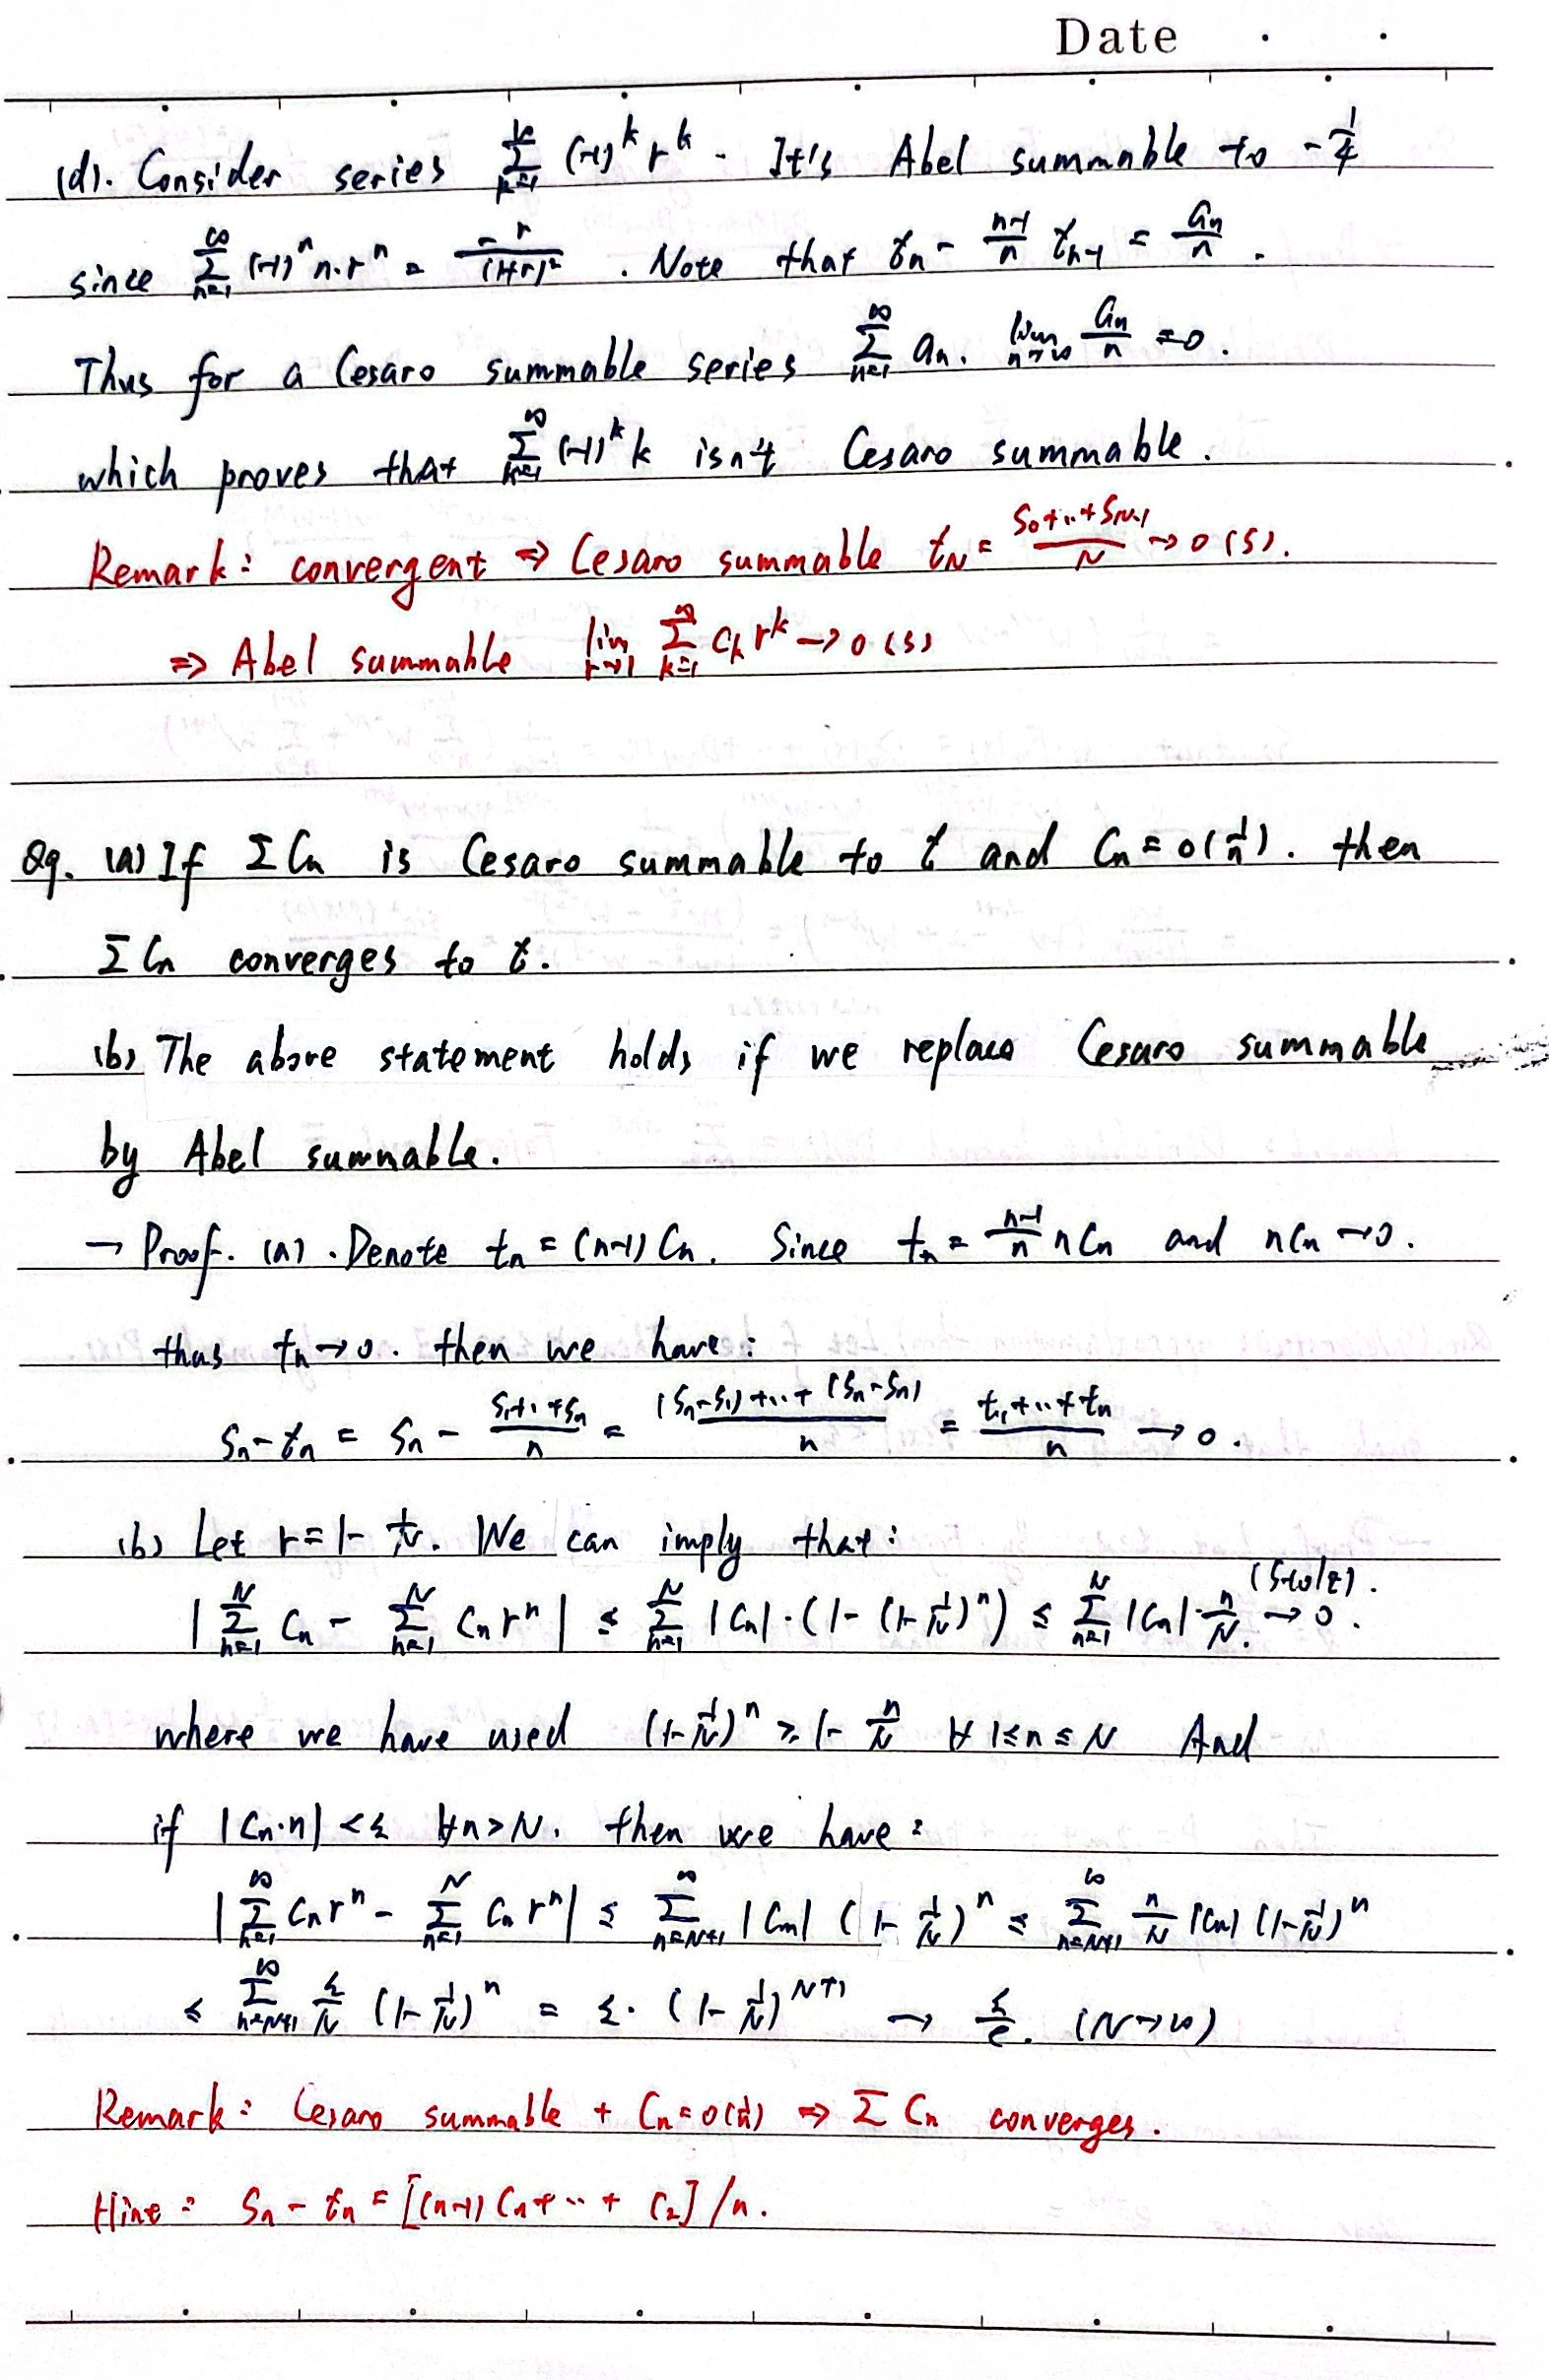 Date . .
(d). Consider series $\sum_{k=1}^{\infty} (-1)^k r^k$. It's Abel summable to $-\frac{1}{4}$
since $\sum_{n=1}^{\infty} (-1)^n n \cdot r^n = \frac{-r}{(1+r)^2}$. Note that $\sigma_n - \frac{n-1}{n} \sigma_{n-1} = \frac{a_n}{n}$.
Thus for a Cesaro summable series $\sum_{n=1}^{\infty} a_n$. $\lim_{n \to \infty} \frac{a_n}{n} = 0$.
which proves that $\sum_{k=1}^{\infty} (-1)^k k$ isn't Cesaro summable.
Remark: convergent ⇒ Cesaro summable $t_N = \frac{S_0 + \cdots + S_{N-1}}{N} \to 0 (s)$.
⇒ Abel summable $\lim_{r \to 1} \sum_{k=1}^{\infty} c_k r^k \to 0 (s)$
Q9. (a) If $\sum C_n$ is Cesaro summable to $\sigma$ and $C_n = o(\frac{1}{n})$. then
$\sum C_n$ converges to $\sigma$.
(b) The above statement holds if we replace Cesaro summable
by Abel summable.
→ Proof. (a). Denote $t_n = (n-1) C_n$. Since $t_n = \frac{n-1}{n} n C_n$ and $n C_n \to 0$.
thus $t_n \to 0$. then we have:
$S_n - \sigma_n = S_n - \frac{S_1 + \cdots + S_n}{n} = \frac{(S_n - S_1) + \cdots + (S_n - S_n)}{n} = \frac{t_1 + \cdots + t_n}{n} \to 0$.
(b) Let $r = 1 - \frac{1}{N}$. We can imply that:
$|\sum_{n=1}^{N} C_n - \sum_{n=1}^{N} C_n r^n| \le \sum_{n=1}^{N} |C_n| \cdot (1 - (1 - \frac{1}{N})^n) \le \sum_{n=1}^{N} |C_n| \cdot \frac{n}{N} \to 0$. (Stolz).
where we have used $(1 - \frac{1}{N})^n \ge 1 - \frac{n}{N}$ $\forall 1 \le n \le N$ And
if $|C_n \cdot n| < \varepsilon$ $\forall n > N$. then we have:
$|\sum_{n=1}^{\infty} C_n r^n - \sum_{n=1}^{N} C_n r^n| \le \sum_{n=N+1}^{\infty} |C_n| (1 - \frac{1}{N})^n \le \sum_{n=N+1}^{\infty} \frac{n}{N} |C_n| (1 - \frac{1}{N})^n$
$\le \sum_{n=N+1}^{\infty} \frac{\varepsilon}{N} (1 - \frac{1}{N})^n = \varepsilon \cdot (1 - \frac{1}{N})^{N+1} \to \frac{\varepsilon}{e}$. $(N \to \infty)$
Remark: Cesaro summable + $C_n = o(\frac{1}{n})$ ⇒ $\sum C_n$ converges.
Hint: $S_n - \sigma_n = [(n-1) C_n + \cdots + C_2] / n$.